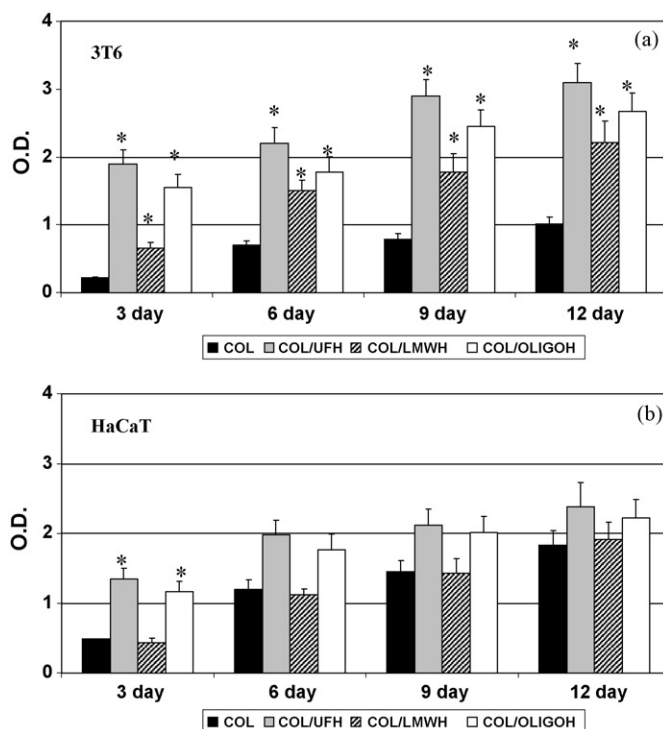 (a)
3T6
4
3
2
1
0
O.D.
* * * * * * * * * * * *
3 day 6 day 9 day 12 day
COL COL/UFH COL/LMWH COL/OLIGOH
(b)
HaCaT
4
3
2
1
0
O.D.
* *
3 day 6 day 9 day 12 day
COL COL/UFH COL/LMWH COL/OLIGOH